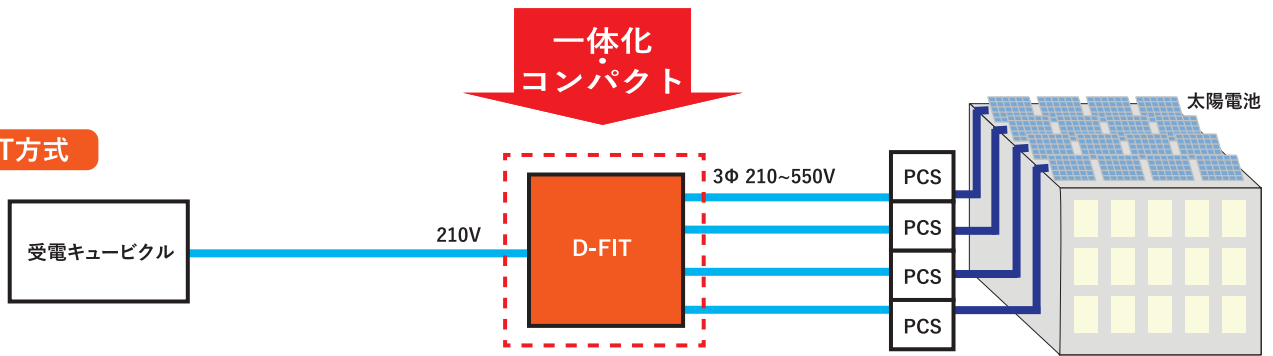 一体化
・
コンパクト
太陽電池
T方式
3Φ 210~550V
PCS
受電キュービクル
210V
D-FIT
PCS
PCS
PCS